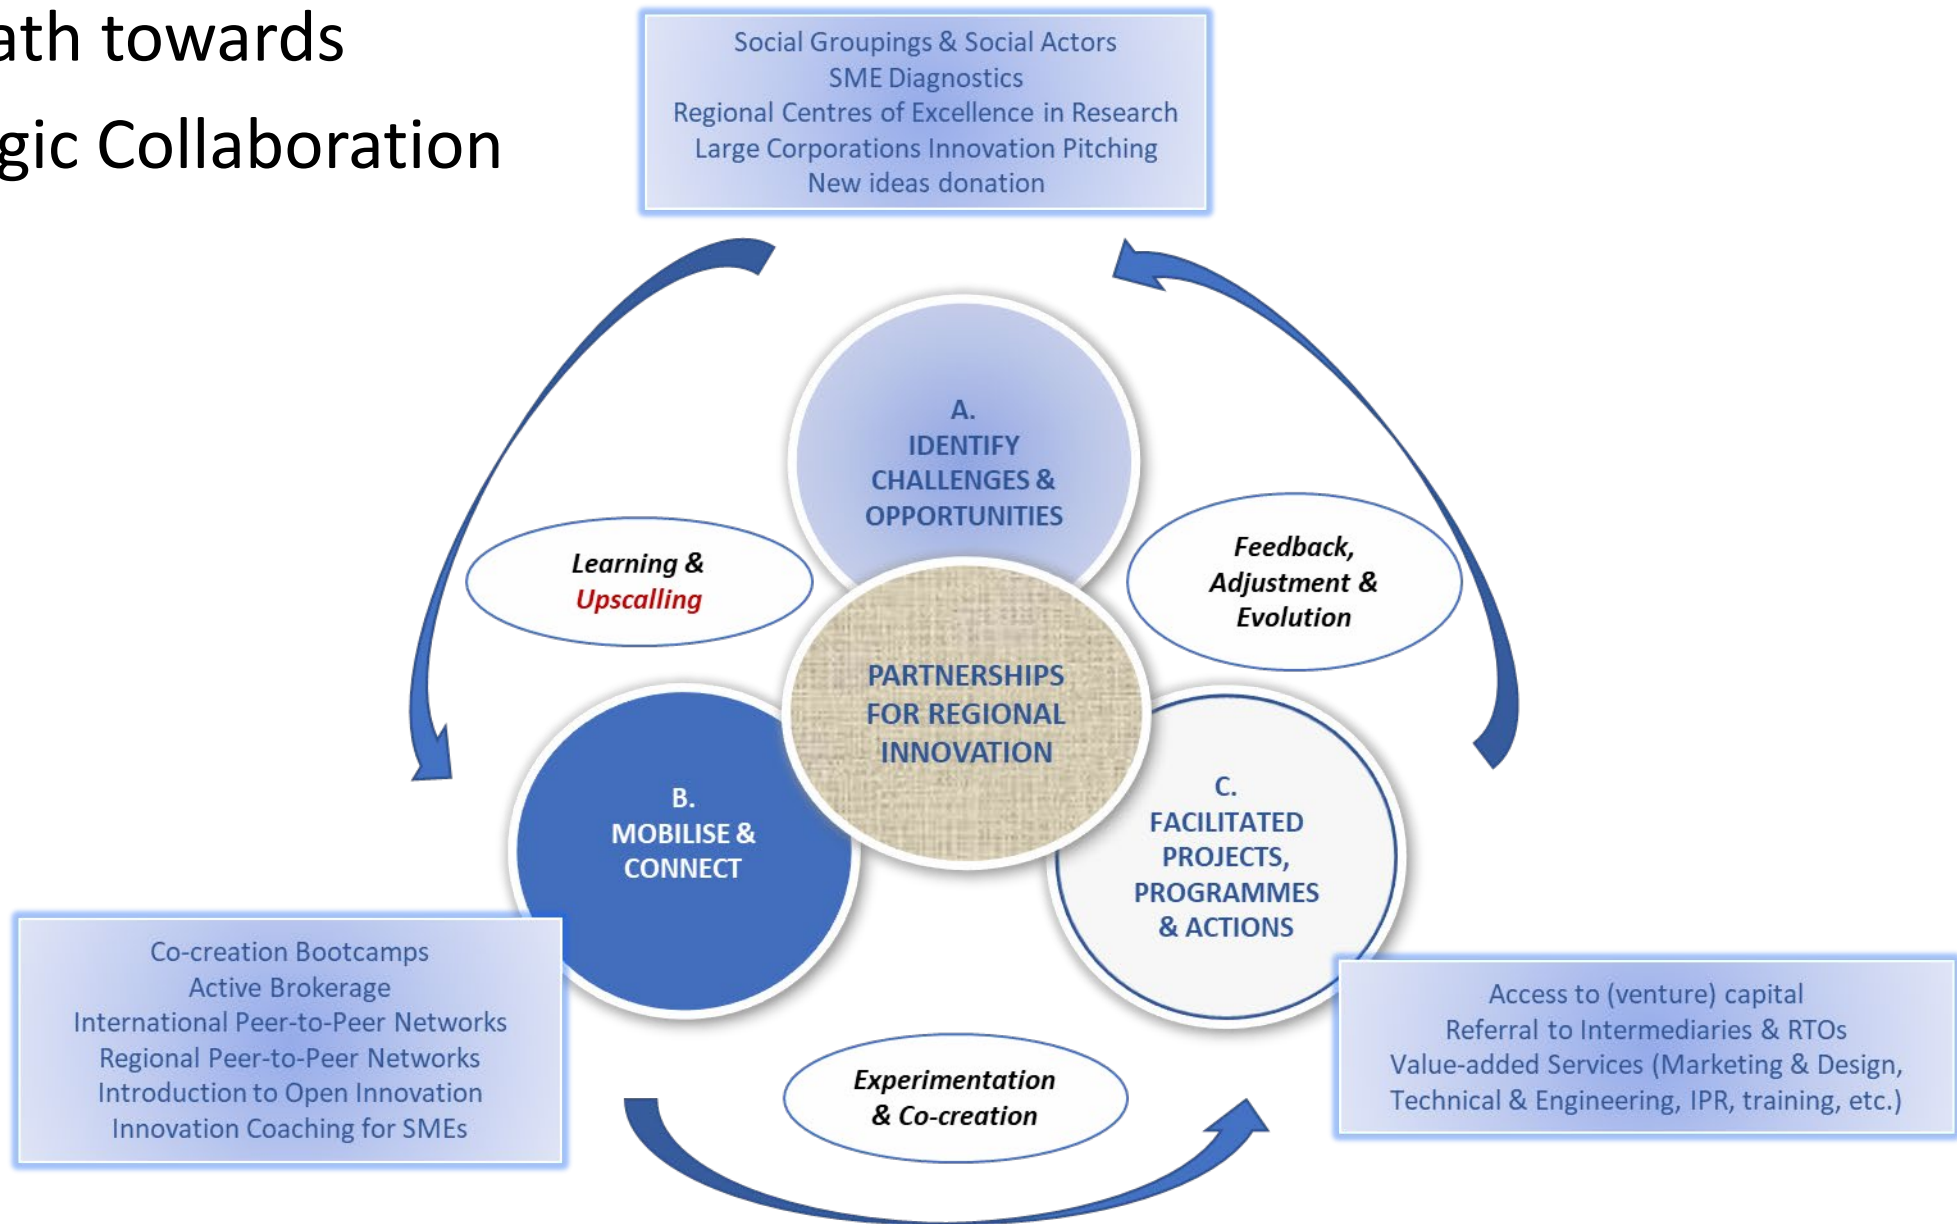 ath towards
gic Collaboration
Social Groupings & Social Actors
SME Diagnostics
Regional Centres of Excellence in Research
Large Corporations Innovation Pitching
New ideas donation
A.
IDENTIFY
CHALLENGES &
OPPORTUNITIES
Learning &
Upscalling
Feedback,
Adjustment &
Evolution
PARTNERSHIPS
FOR REGIONAL
INNOVATION
B.
MOBILISE &
CONNECT
C.
FACILITATED
PROJECTS,
PROGRAMMES
& ACTIONS
Co-creation Bootcamps
Active Brokerage
International Peer-to-Peer Networks
Regional Peer-to-Peer Networks
Introduction to Open Innovation
Innovation Coaching for SMEs
Experimentation
& Co-creation
Access to (venture) capital
Referral to Intermediaries & RTOs
Value-added Services (Marketing & Design,
Technical & Engineering, IPR, training, etc.)